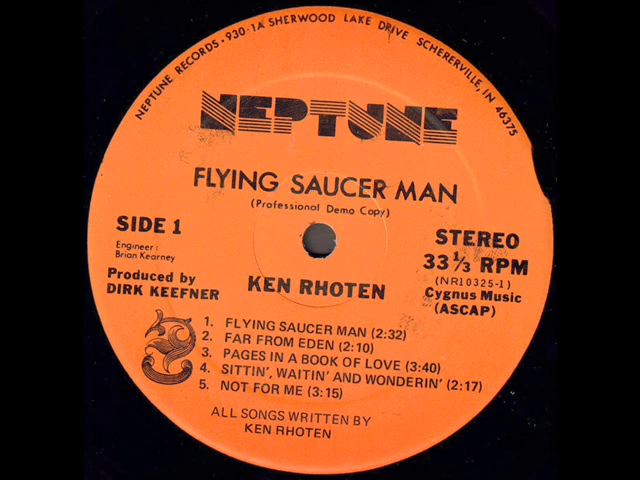 NEPTUNE RECORDS • 930-1A SHERWOOD LAKE DRIVE SCHERERVILLE, IN 46375
NEPTUNE
FLYING SAUCER MAN
(Professional Demo Copy)
SIDE 1
STEREO
33 1/3 RPM
(NR10325-1)
Engineer:
Brian Kearney
Cygnus Music
(ASCAP)
Produced by
DIRK KEEFNER
KEN RHOTEN
1. FLYING SAUCER MAN (2:32)
2. FAR FROM EDEN (2:10)
3. PAGES IN A BOOK OF LOVE (3:40)
4. SITTIN', WAITIN' AND WONDERIN' (2:17)
5. NOT FOR ME (3:15)
ALL SONGS WRITTEN BY
KEN RHOTEN